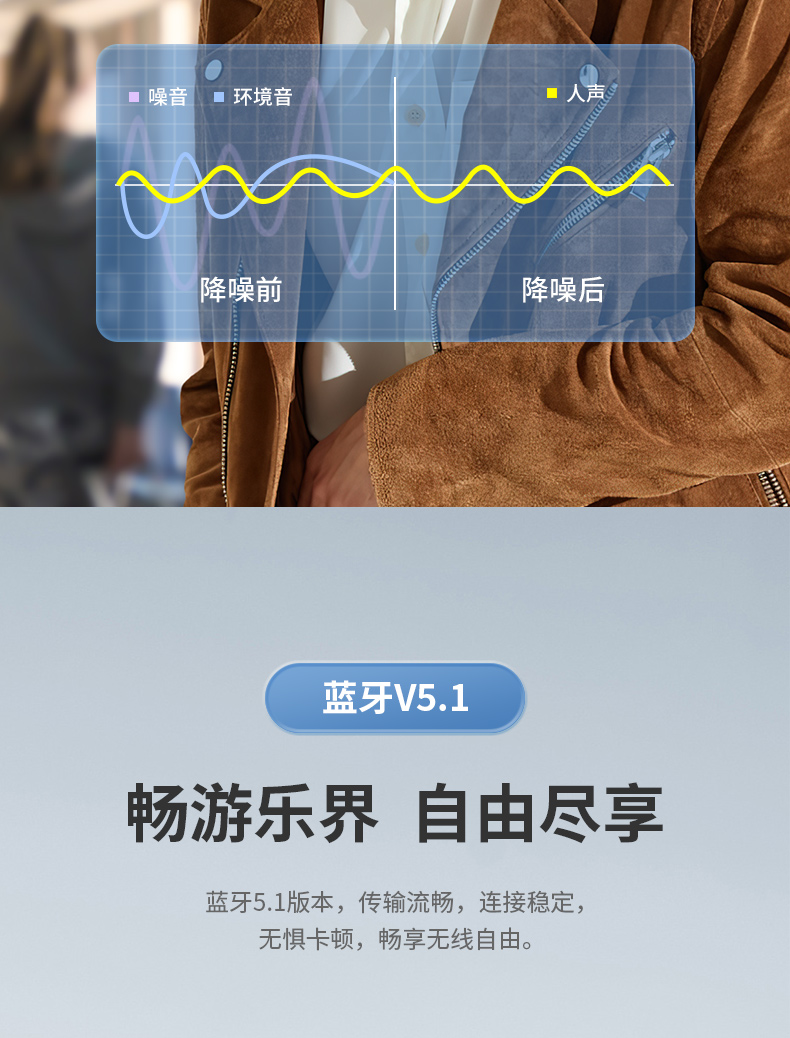 噪音 环境音 人声
降噪前 降噪后
蓝牙V5.1
畅游乐界 自由尽享
蓝牙5.1版本，传输流畅，连接稳定，
无惧卡顿，畅享无线自由。